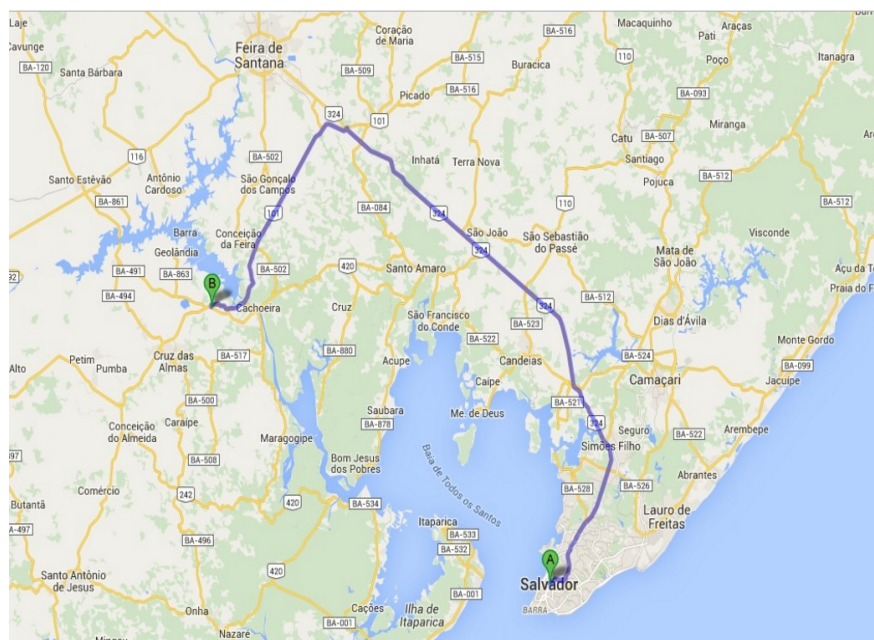 Laje
Cavunge
BA-120
Santa Bárbara
Feira de
Santana
Coração
de Maria
BA-509
BA-515
BA-516
Picado
BA-516
Buracica
Macaquinho
Araças
Pati
110
Poço
Itanagra
BA-093
324
101
Catu
BA-507
Miranga
Santiago
Pojuca
BA-512
116
Santo Estêvão
Antônio
Cardoso
BA-861
BA-502
São Gonçalo
dos Campos
Inhatá
Terra Nova
110
BA-084
101
324
324
São João
São Sebastião
do Passé
BA-512
Visconde
Barra
Conceição
da Feira
Geolândia
BA-491
BA-863
BA-502
420
Santo Amaro
Mata de
São João
Açu da T
Praia do F
B
BA-494
Cachoeira
Cruz
São Francisco
do Conde
324
BA-512
BA-523
Dias d'Ávila
Monte Gordo
BA-522
Petim
Pumba
Cruz das
Almas
BA-517
BA-880
Acupe
Candeias
BA-524
Camaçari
BA-099
Jacuipe
Alto
Caipe
BA-500
Saubara
BA-878
Me. de Deus
BA-521
324
Seguro
BA-522
Arembepe
Conceição
do Almeida
Caraípe
BA-508
Maragogipe
Simões Filho
Bom Jesus
dos Pobres
Baia de Todos os Santos
BA-528
BA-526
Abrantes
Comércio
242
420
BA-534
Butantã
BA-497
BA-496
Itaparica
BA-533
BA-532
Lauro de
Freitas
Santo Antônio
de Jesus
420
A
Salvador
BARRA
Onha
Nazaré
BA-001
Cações
Ilha de
Itaparica
BA-001